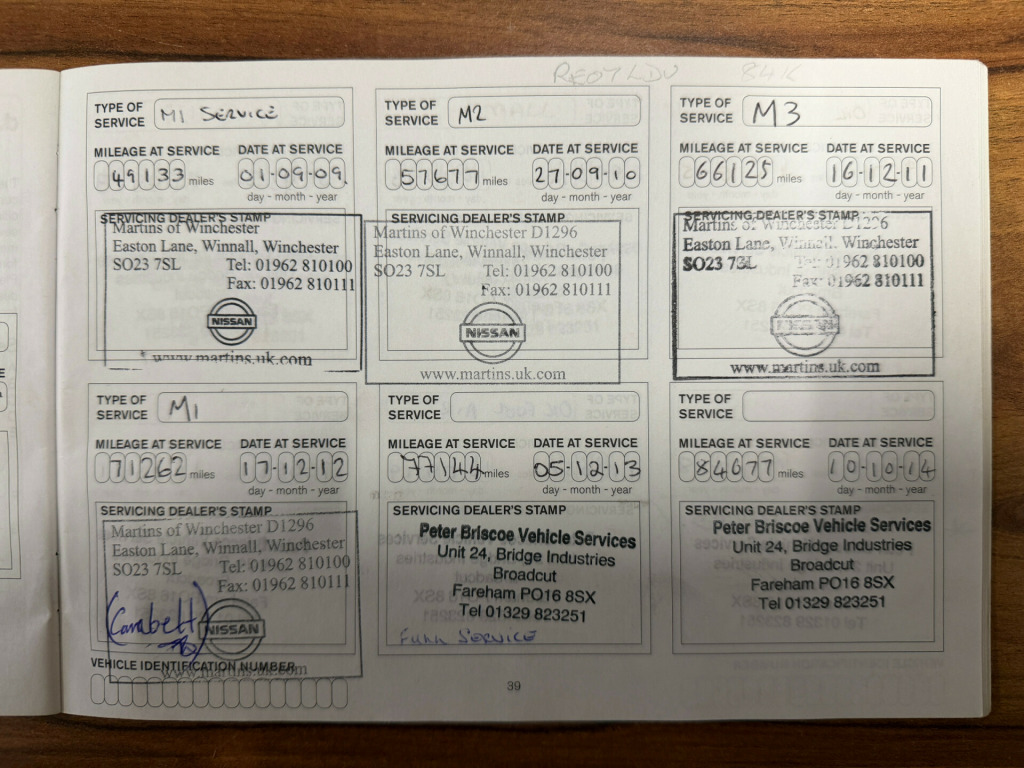 RE07 LDU 84K
TYPE OF SERVICE M1 SERVICE
MILEAGE AT SERVICE DATE AT SERVICE
49133 miles 01-09-09
day - month - year
SERVICING DEALER'S STAMP
Martins of Winchester
Easton Lane, Winnall, Winchester
SO23 7SL Tel: 01962 810100
Fax: 01962 810111
NISSAN
www.martins.uk.com
TYPE OF SERVICE M2
MILEAGE AT SERVICE DATE AT SERVICE
57677 miles 27-09-10
day - month - year
SERVICING DEALER'S STAMP
Martins of Winchester D1296
Easton Lane, Winnall, Winchester
SO23 7SL Tel: 01962 810100
Fax: 01962 810111
NISSAN
www.martins.uk.com
TYPE OF SERVICE M3
MILEAGE AT SERVICE DATE AT SERVICE
66125 miles 16-12-11
day - month - year
SERVICING DEALER'S STAMP
Martins of Winchester D1296
Easton Lane, Winnall, Winchester
SO23 7SL Tel: 01962 810100
Fax: 01962 810111
NISSAN
www.martins.uk.com
TYPE OF SERVICE M1
MILEAGE AT SERVICE DATE AT SERVICE
71262 miles 17-12-12
day - month - year
SERVICING DEALER'S STAMP
Martins of Winchester D1296
Easton Lane, Winnall, Winchester
SO23 7SL Tel: 01962 810100
Fax: 01962 810111
NISSAN
www.martins.uk.com
VEHICLE IDENTIFICATION NUMBER
TYPE OF SERVICE
MILEAGE AT SERVICE DATE AT SERVICE
77144 miles 05-12-13
day - month - year
SERVICING DEALER'S STAMP
Peter Briscoe Vehicle Services
Unit 24, Bridge Industries
Broadcut
Fareham PO16 8SX
Tel 01329 823251
FULL SERVICE
TYPE OF SERVICE
MILEAGE AT SERVICE DATE AT SERVICE
84677 miles 10-10-14
day - month - year
SERVICING DEALER'S STAMP
Peter Briscoe Vehicle Services
Unit 24, Bridge Industries
Broadcut
Fareham PO16 8SX
Tel 01329 823251
39